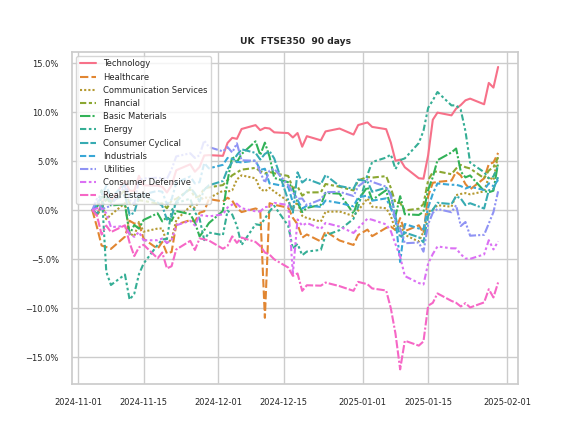 UK  FTSE350  90 days
15.0%
10.0%
5.0%
0.0%
−5.0%
−10.0%
−15.0%
Technology
Healthcare
Communication Services
Financial
Basic Materials
Energy
Consumer Cyclical
Industrials
Utilities
Consumer Defensive
Real Estate
2024-11-01 2024-11-15 2024-12-01 2024-12-15 2025-01-01 2025-01-15 2025-02-01